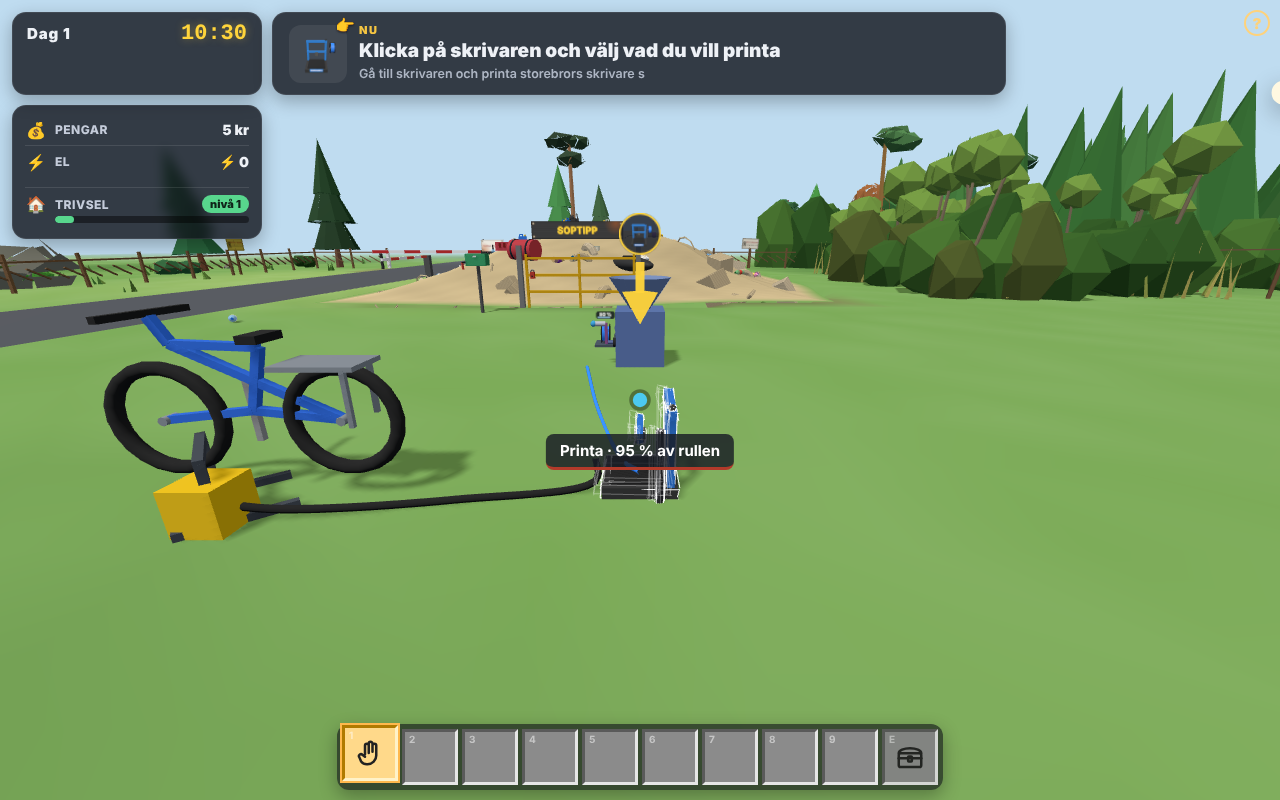 Dag 1
10:30
NU
Klicka på skrivaren och välj vad du vill printa
Gå till skrivaren och printa storebrors skrivare s
?
PENGAR
5 kr
EL
0
TRIVSEL
nivå 1
SOPTIPP
Printa · 95 % av rullen
1
2
3
4
5
6
7
8
9
E